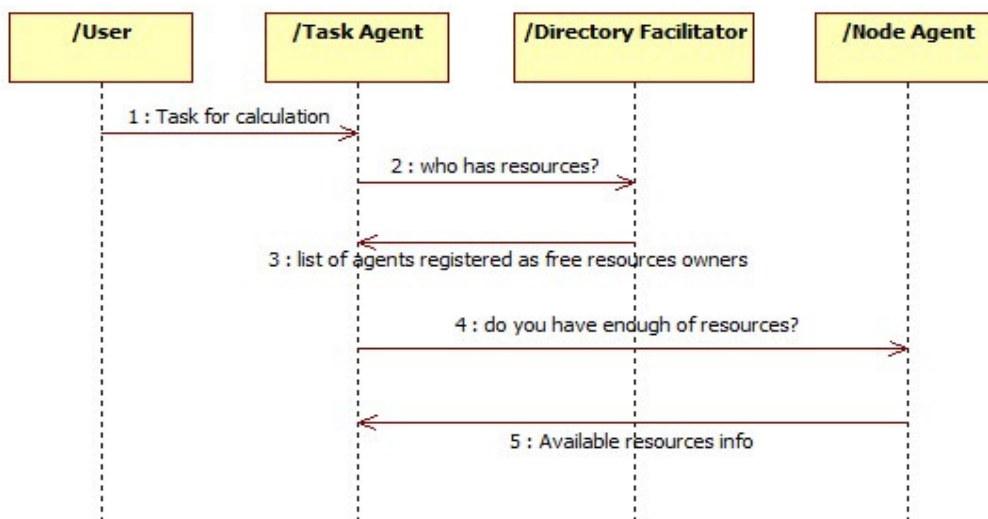 /User
/Task Agent
/Directory Facilitator
/Node Agent
1 : Task for calculation
2 : who has resources?
3 : list of agents registered as free resources owners
4 : do you have enough of resources?
5 : Available resources info